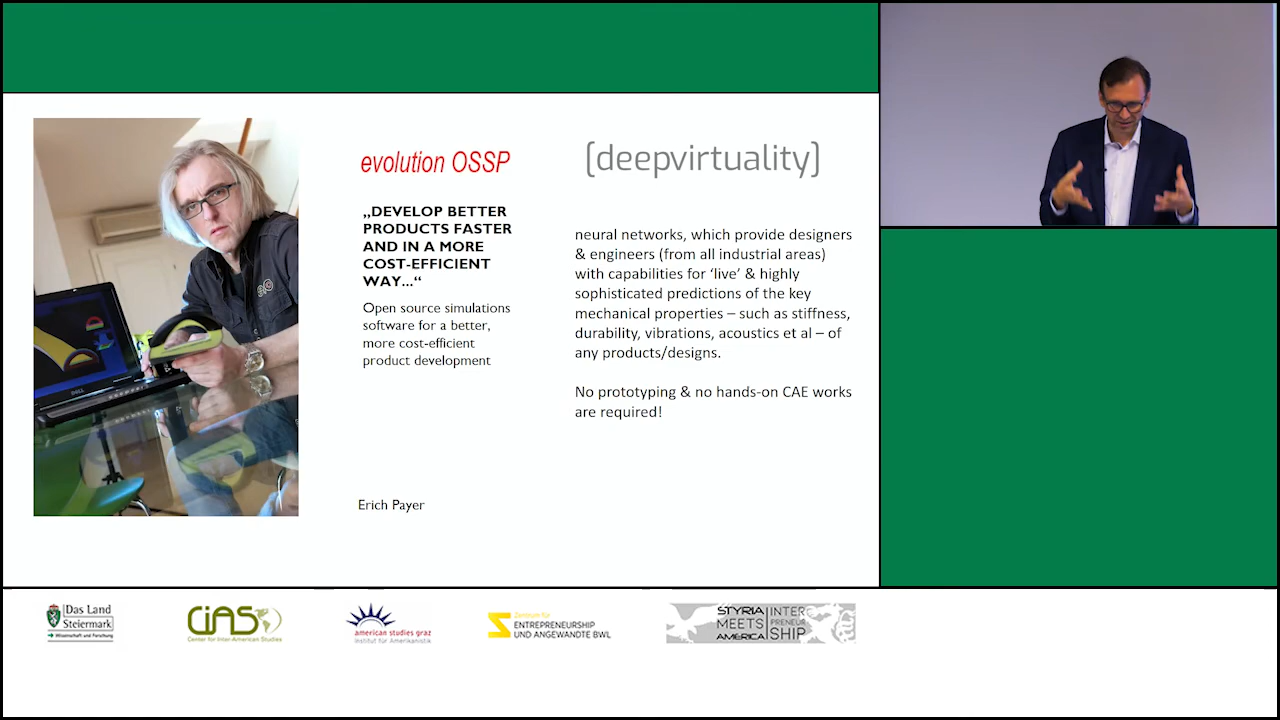 evolution OSSP
„DEVELOP BETTER
PRODUCTS FASTER
AND IN A MORE
COST-EFFICIENT
WAY...“
Open source simulations
software for a better,
more cost-efficient
product development
Erich Payer
[deepvirtuality]
neural networks, which provide designers
& engineers (from all industrial areas)
with capabilities for ‘live’ & highly
sophisticated predictions of the key
mechanical properties – such as stiffness,
durability, vibrations, acoustics et al – of
any products/designs.
No prototyping & no hands-on CAE works
are required!
Das Land
Steiermark
Wissenschaft und Forschung
CIAS
Center for Inter-American Studies
american studies graz
Institut für Amerikanistik
Zentrum für
ENTREPRENEURSHIP
UND ANGEWANDTE BWL
STYRIA
MEETS
AMERICA
INTER
PRENEUR
SHIP
DELL